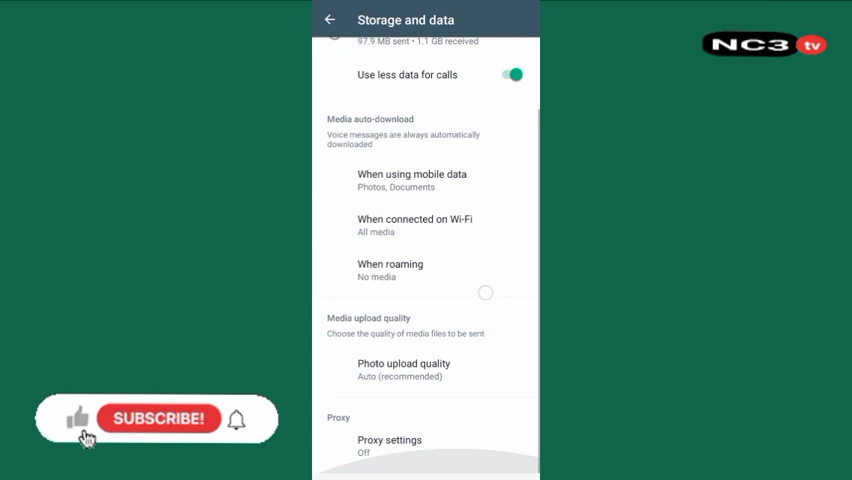 Storage and data
NC3 tv
97.9 MB sent • 1.1 GB received
Use less data for calls
Media auto-download
Voice messages are always automatically
downloaded
When using mobile data
Photos, Documents
When connected on Wi-Fi
All media
When roaming
No media
Media upload quality
Choose the quality of media files to be sent
Photo upload quality
Auto (recommended)
SUBSCRIBE!
Proxy
Proxy settings
Off